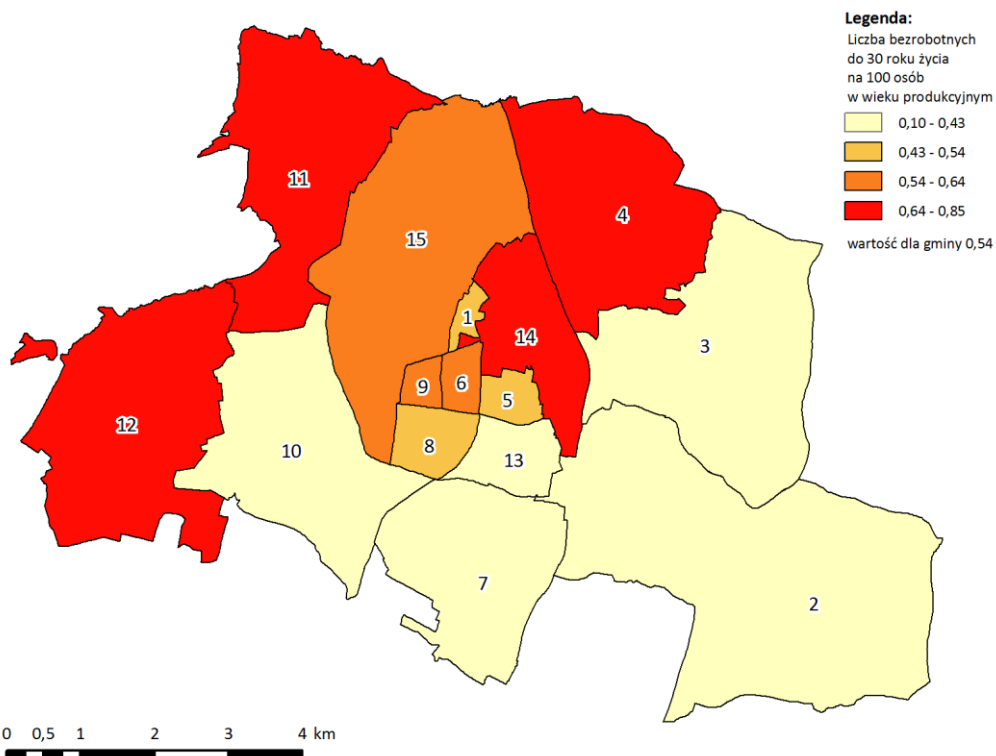 Legenda:
Liczba bezrobotnych
do 30 roku życia
na 100 osób
w wieku produkcyjnym
0,10 - 0,43
0,43 - 0,54
0,54 - 0,64
0,64 - 0,85
wartość dla gminy 0,54
11
4
15
1
14
3
9
6
5
12
10
8
13
7
2
0 0,5 1 2 3 4 km